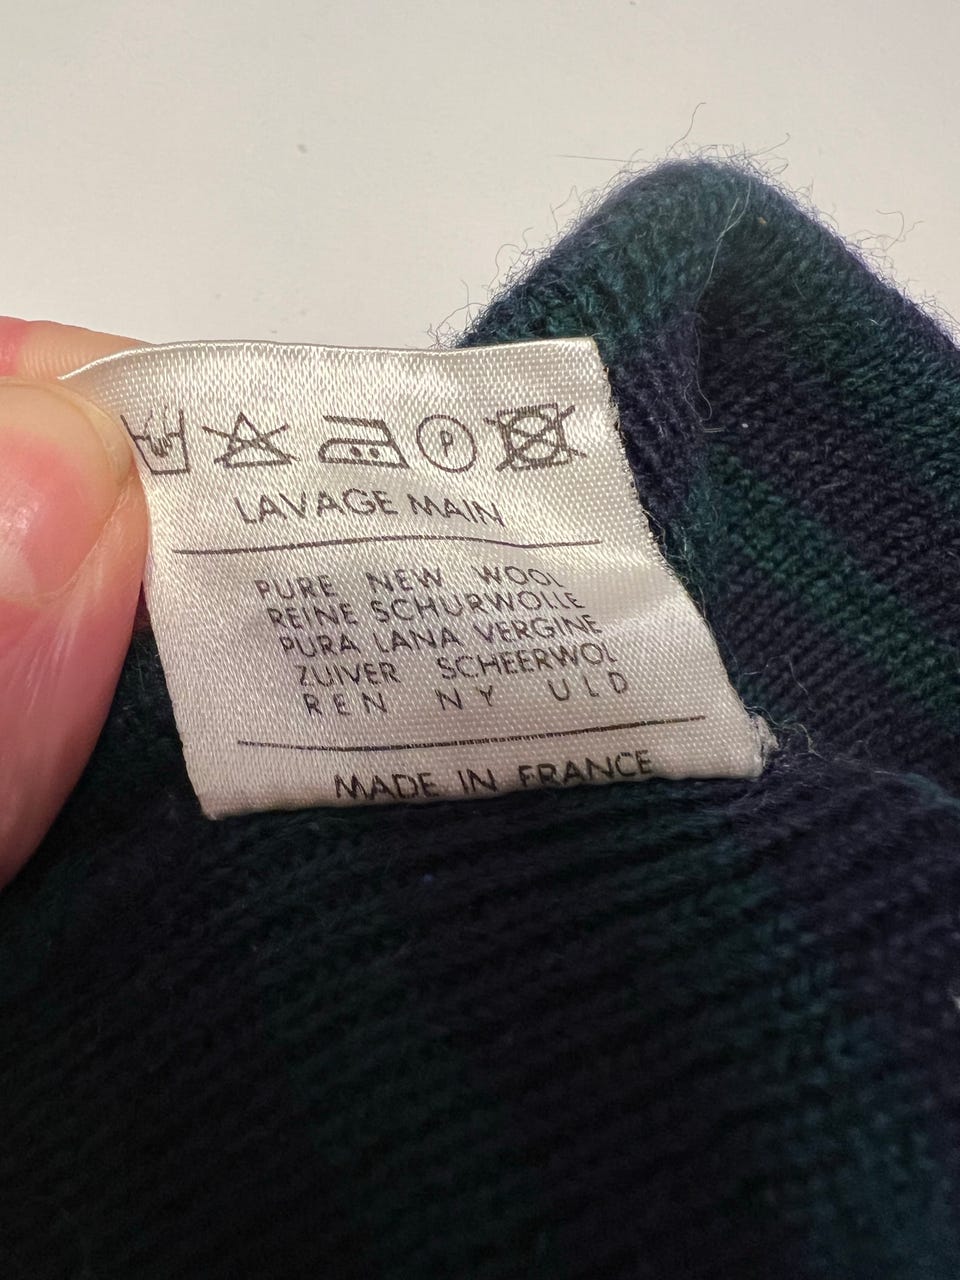 P
LAVAGE MAIN
PURE NEW WOOL
REINE SCHURWOLLE
PURA LANA VERGINE
ZUIVER SCHEERWOL
REN NY ULD
MADE IN FRANCE